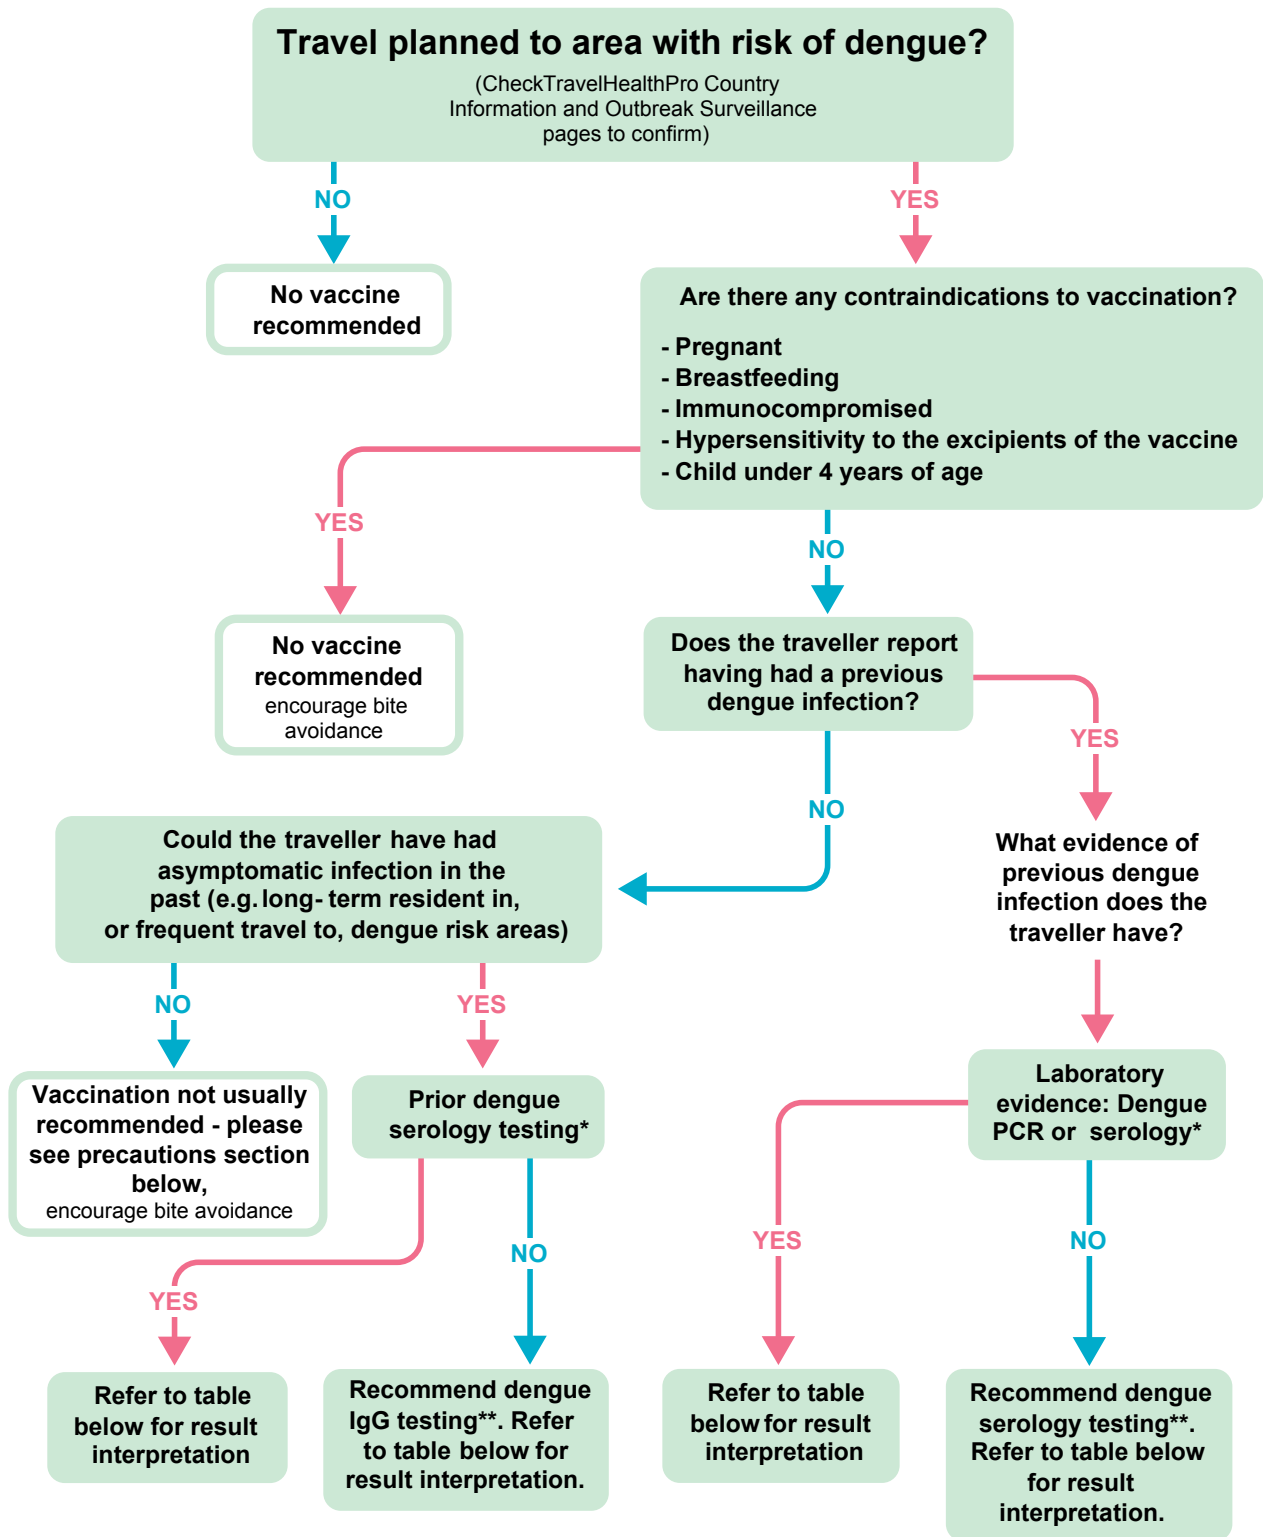 Travel planned to area with risk of dengue?
(CheckTravelHealthPro Country
Information and Outbreak Surveillance
pages to confirm)
NO
YES
No vaccine
recommended
Are there any contraindications to vaccination?
- Pregnant
- Breastfeeding
- Immunocompromised
- Hypersensitivity to the excipients of the vaccine
- Child under 4 years of age
YES
NO
No vaccine
recommended
encourage bite
avoidance
Does the traveller report
having had a previous
dengue infection?
YES
NO
Could the traveller have had
asymptomatic infection in the
past (e.g. long- term resident in,
or frequent travel to, dengue risk areas)
What evidence of
previous dengue
infection does the
traveller have?
NO
YES
Vaccination not usually
recommended - please
see precautions section
below,
encourage bite avoidance
Prior dengue
serology testing*
Laboratory
evidence: Dengue
PCR or serology*
YES
NO
YES
NO
Refer to table
below for result
interpretation
Recommend dengue
IgG testing**. Refer
to table below for
result interpretation.
Refer to table
below for result
interpretation
Recommend dengue
serology testing**.
Refer to table below
for result
interpretation.